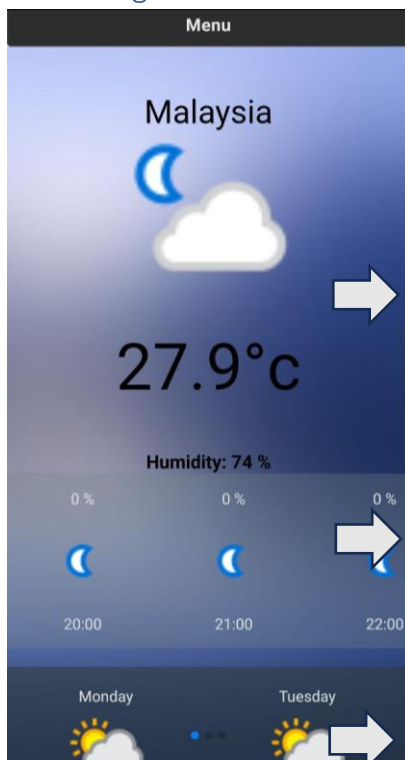 Menu
Malaysia
27.9°c
Humidity: 74 %
0 % 0 % 0 %
20:00 21:00 22:00
Monday Tuesday